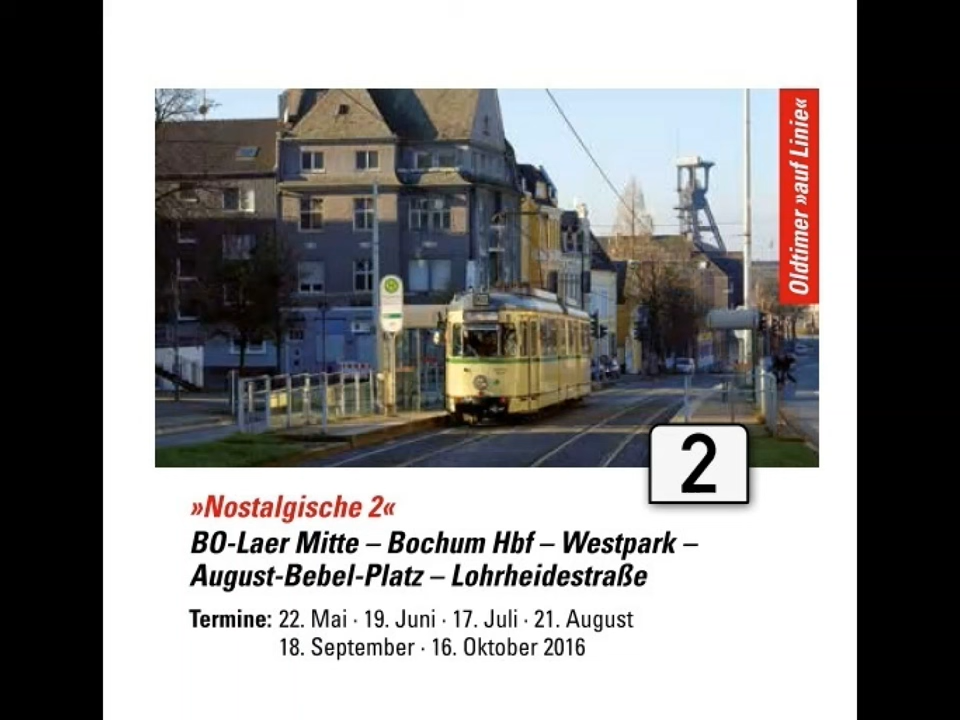 Oldtimer »auf Linie«
2
»Nostalgische 2«
BO-Laer Mitte – Bochum Hbf – Westpark –
August-Bebel-Platz – Lohrheidestraße
Termine: 22. Mai · 19. Juni · 17. Juli · 21. August
18. September · 16. Oktober 2016